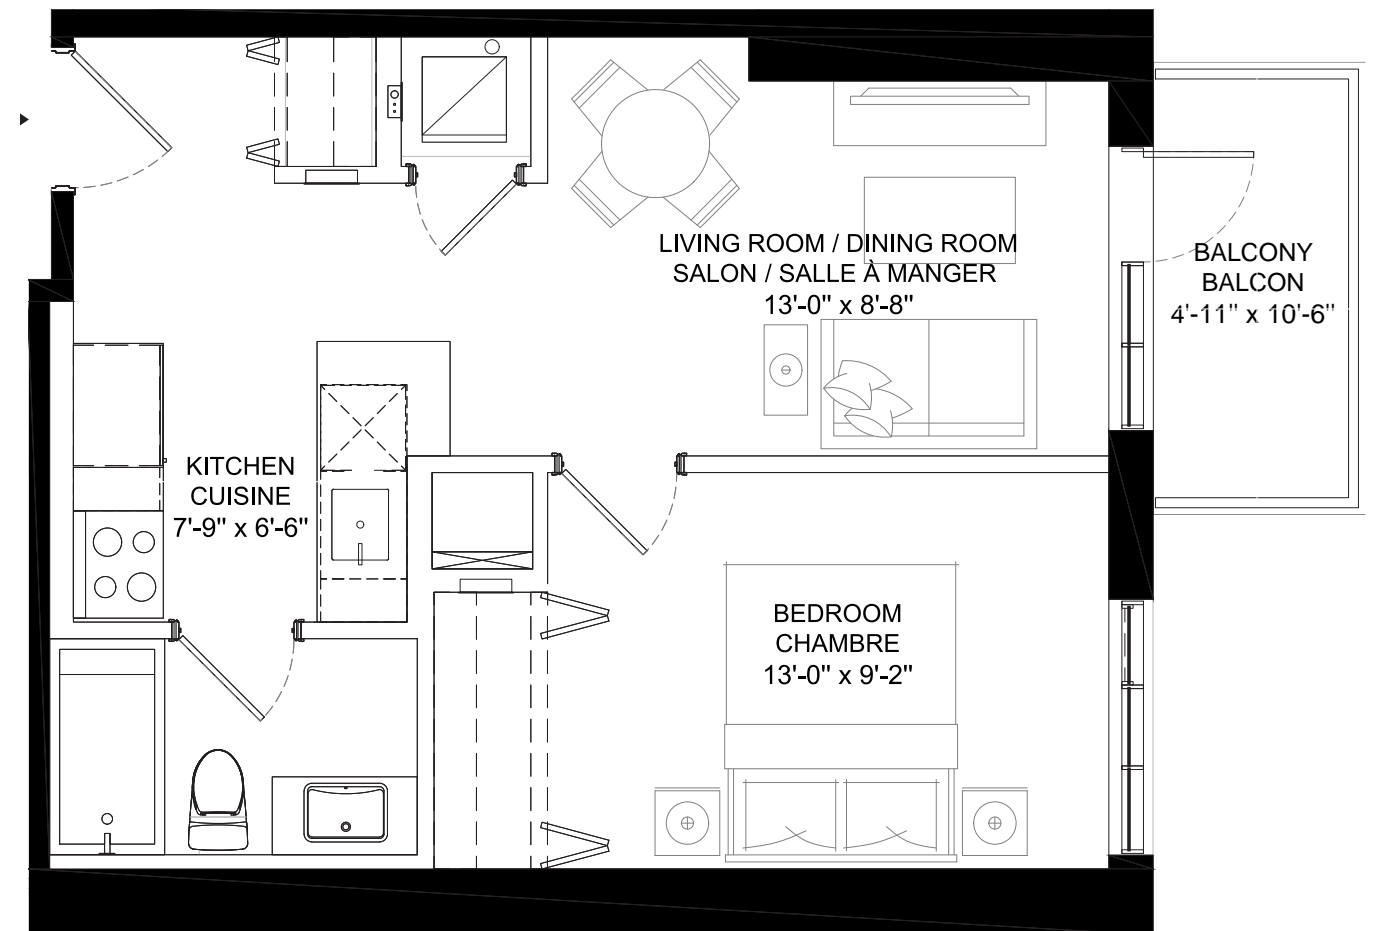 LIVING ROOM / DINING ROOM
SALON / SALLE À MANGER
13'-0" x 8'-8"
BALCONY
BALCON
4'-11" x 10'-6"
KITCHEN
CUISINE
7'-9" x 6'-6"
BEDROOM
CHAMBRE
13'-0" x 9'-2"